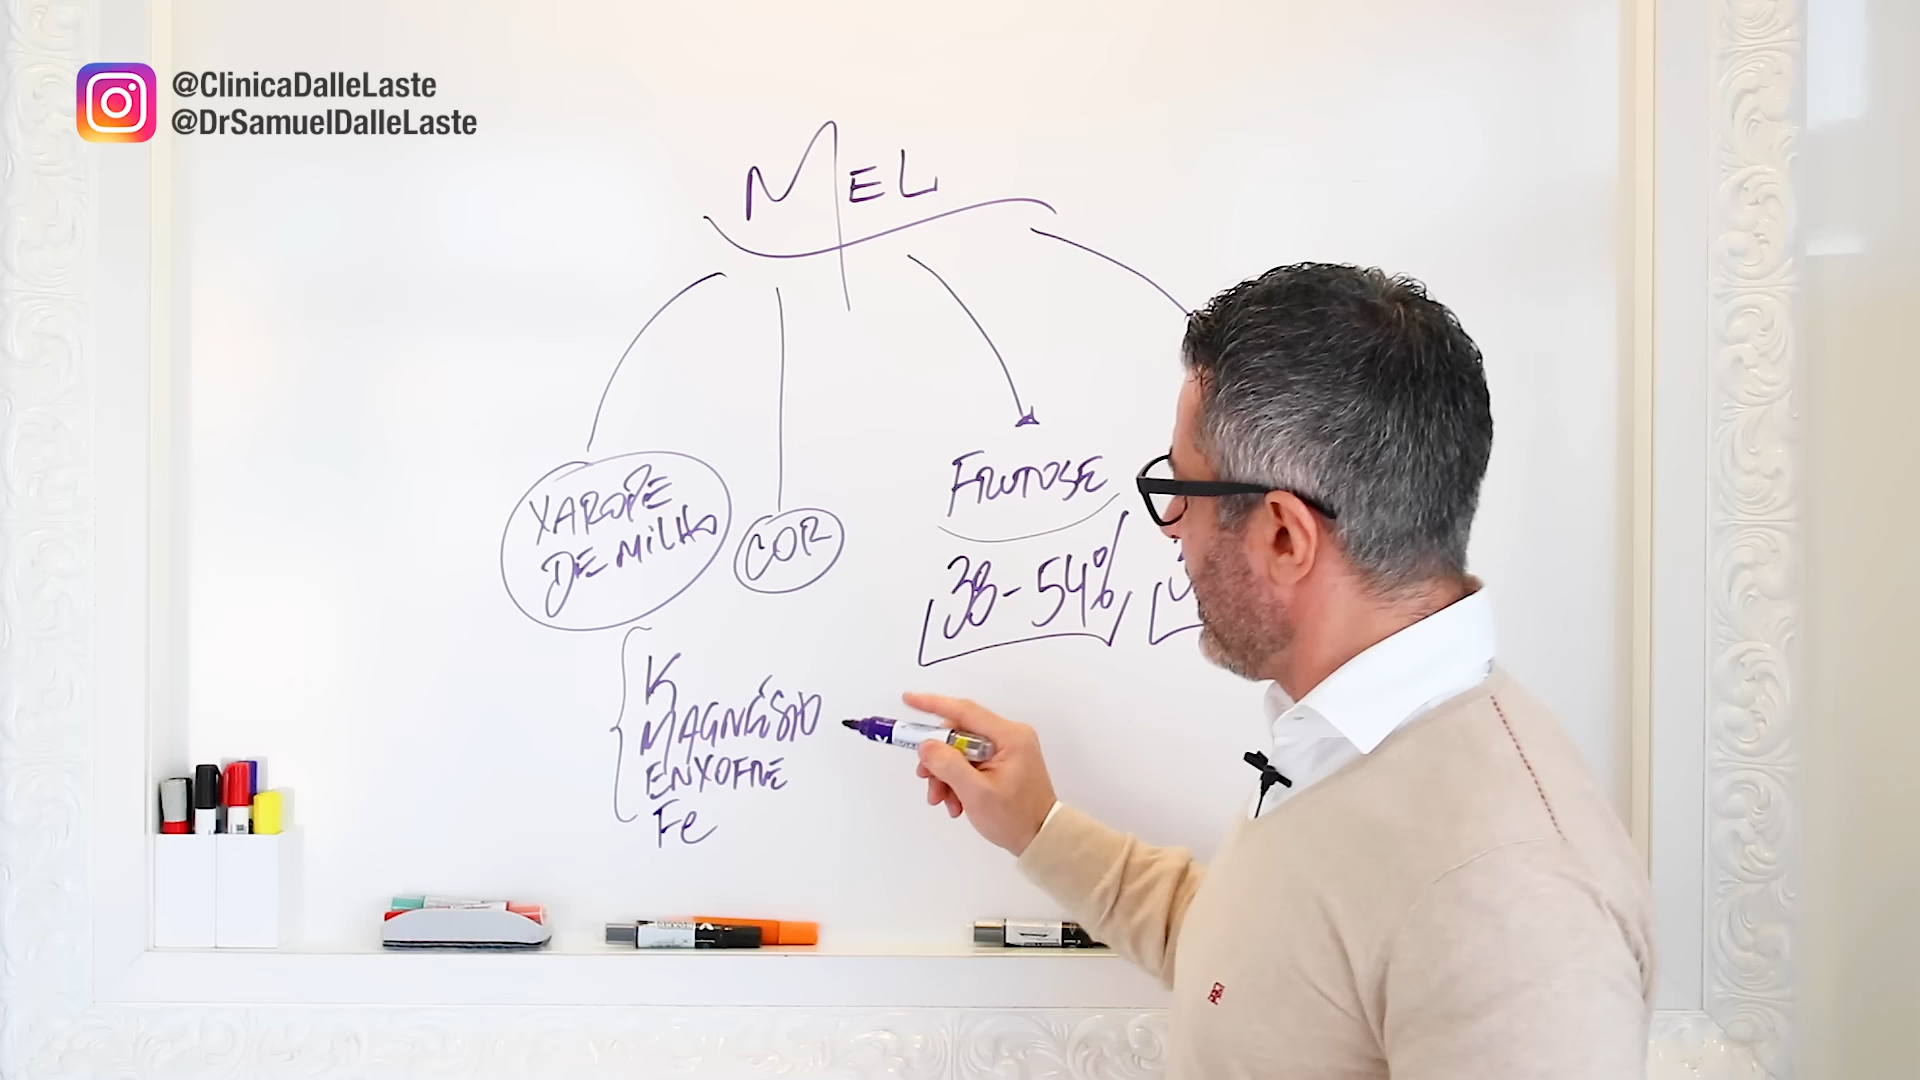 @ClinicaDalleLaste
@DrSamuelDalleLaste
MEL
XAROPE
DE MILHO
COR
FRUTOSE
38-54%
K
MAGNÉSIO
ENXOFRE
Fe